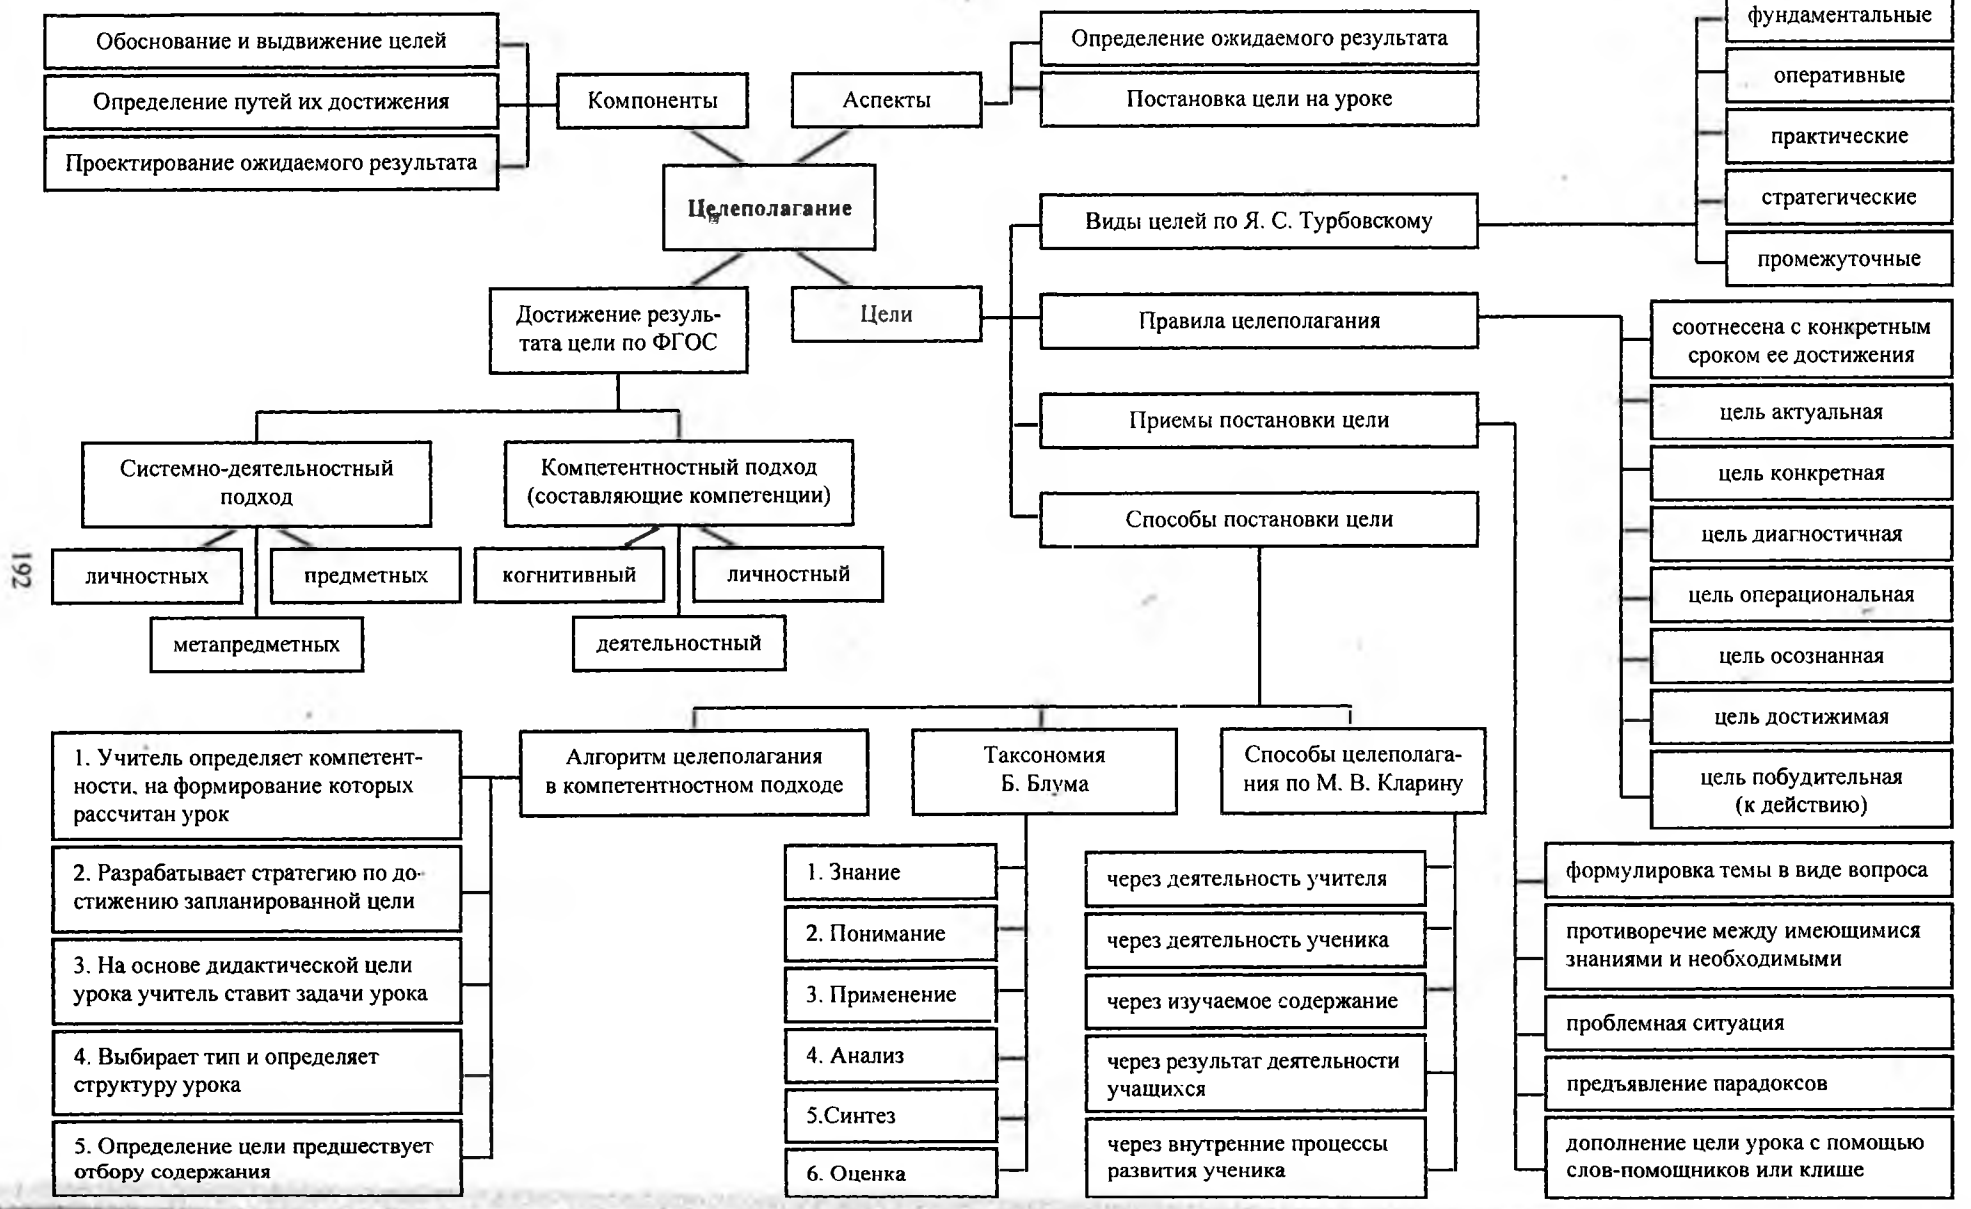 Обоснование и выдвижение целей
Определение путей их достижения
Проектирование ожидаемого результата
Компоненты
Аспекты
Определение ожидаемого результата
Постановка цели на уроке
фундаментальные
оперативные
практические
стратегические
промежуточные
Целеполагание
Виды целей по Я. С. Турбовскому
Достижение резуль-
тата цели по ФГОС
Цели
Правила целеполагания
Приемы постановки цели
Способы постановки цели
соотнесена с конкретным
сроком ее достижения
цель актуальная
цель конкретная
цель диагностичная
цель операциональная
цель осознанная
цель достижимая
цель побудительная
(к действию)
Системно-деятельностный
подход
личностных
предметных
метапредметных
Компетентностный подход
(составляющие компетенции)
когнитивный
личностный
деятельностный
192
Алгоритм целеполагания
в компетентностном подходе
1. Учитель определяет компетент-
ности, на формирование которых
рассчитан урок
2. Разрабатывает стратегию по до-
стижению запланированной цели
3. На основе дидактической цели
урока учитель ставит задачи урока
4. Выбирает тип и определяет
структуру урока
5. Определение цели предшествует
отбору содержания
Таксономия
Б. Блума
1. Знание
2. Понимание
3. Применение
4. Анализ
5.Синтез
6. Оценка
Способы целеполага-
ния по М. В. Кларину
через деятельность учителя
через деятельность ученика
через изучаемое содержание
через результат деятельности
учащихся
через внутренние процессы
развития ученика
формулировка темы в виде вопроса
противоречие между имеющимися
знаниями и необходимыми
проблемная ситуация
предъявление парадоксов
дополнение цели урока с помощью
слов-помощников или клише